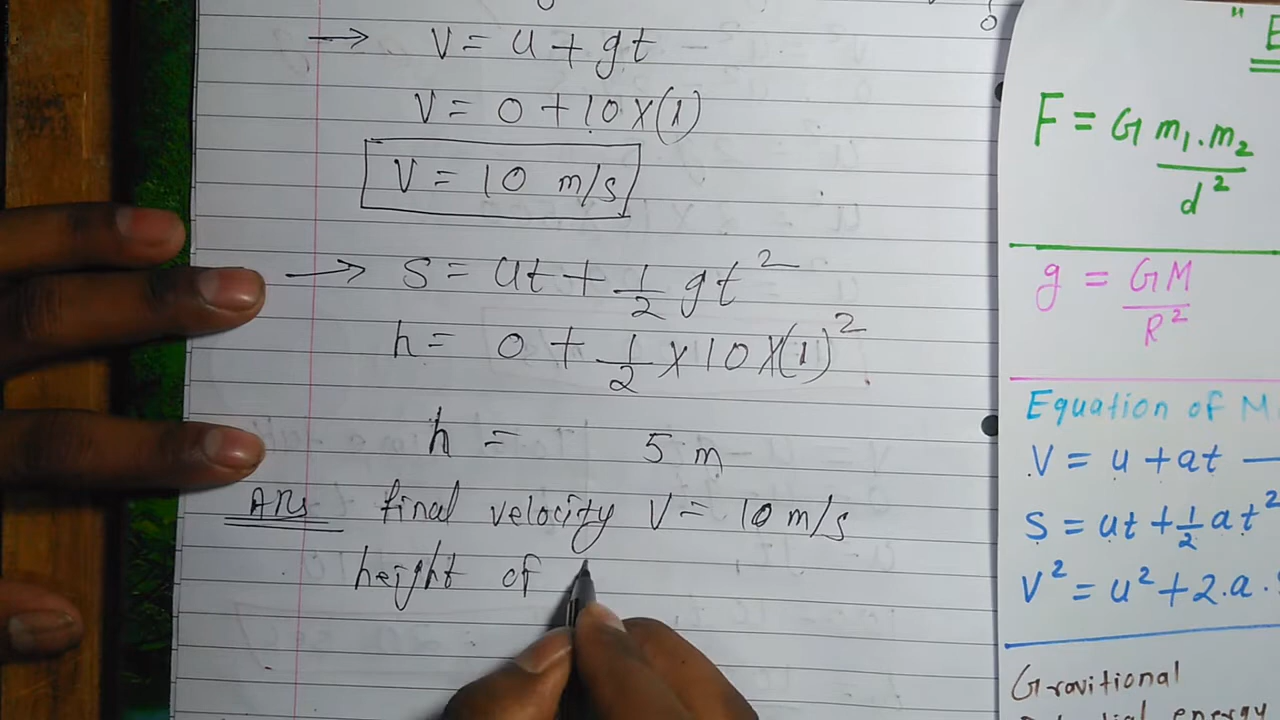 → V = u + gt
V = 0 + 10 × (1)
V = 10 m/s
→ S = ut + 1/2 gt²
h = 0 + 1/2 × 10 × (1)²
h = 5 m
Ans final velocity V = 10 m/s
height of
F = G m₁.m₂/d²
g = GM/R²
Equation of M
V = u + at —
S = ut + 1/2 at²
V² = u² + 2.a.
Gravitional
energy